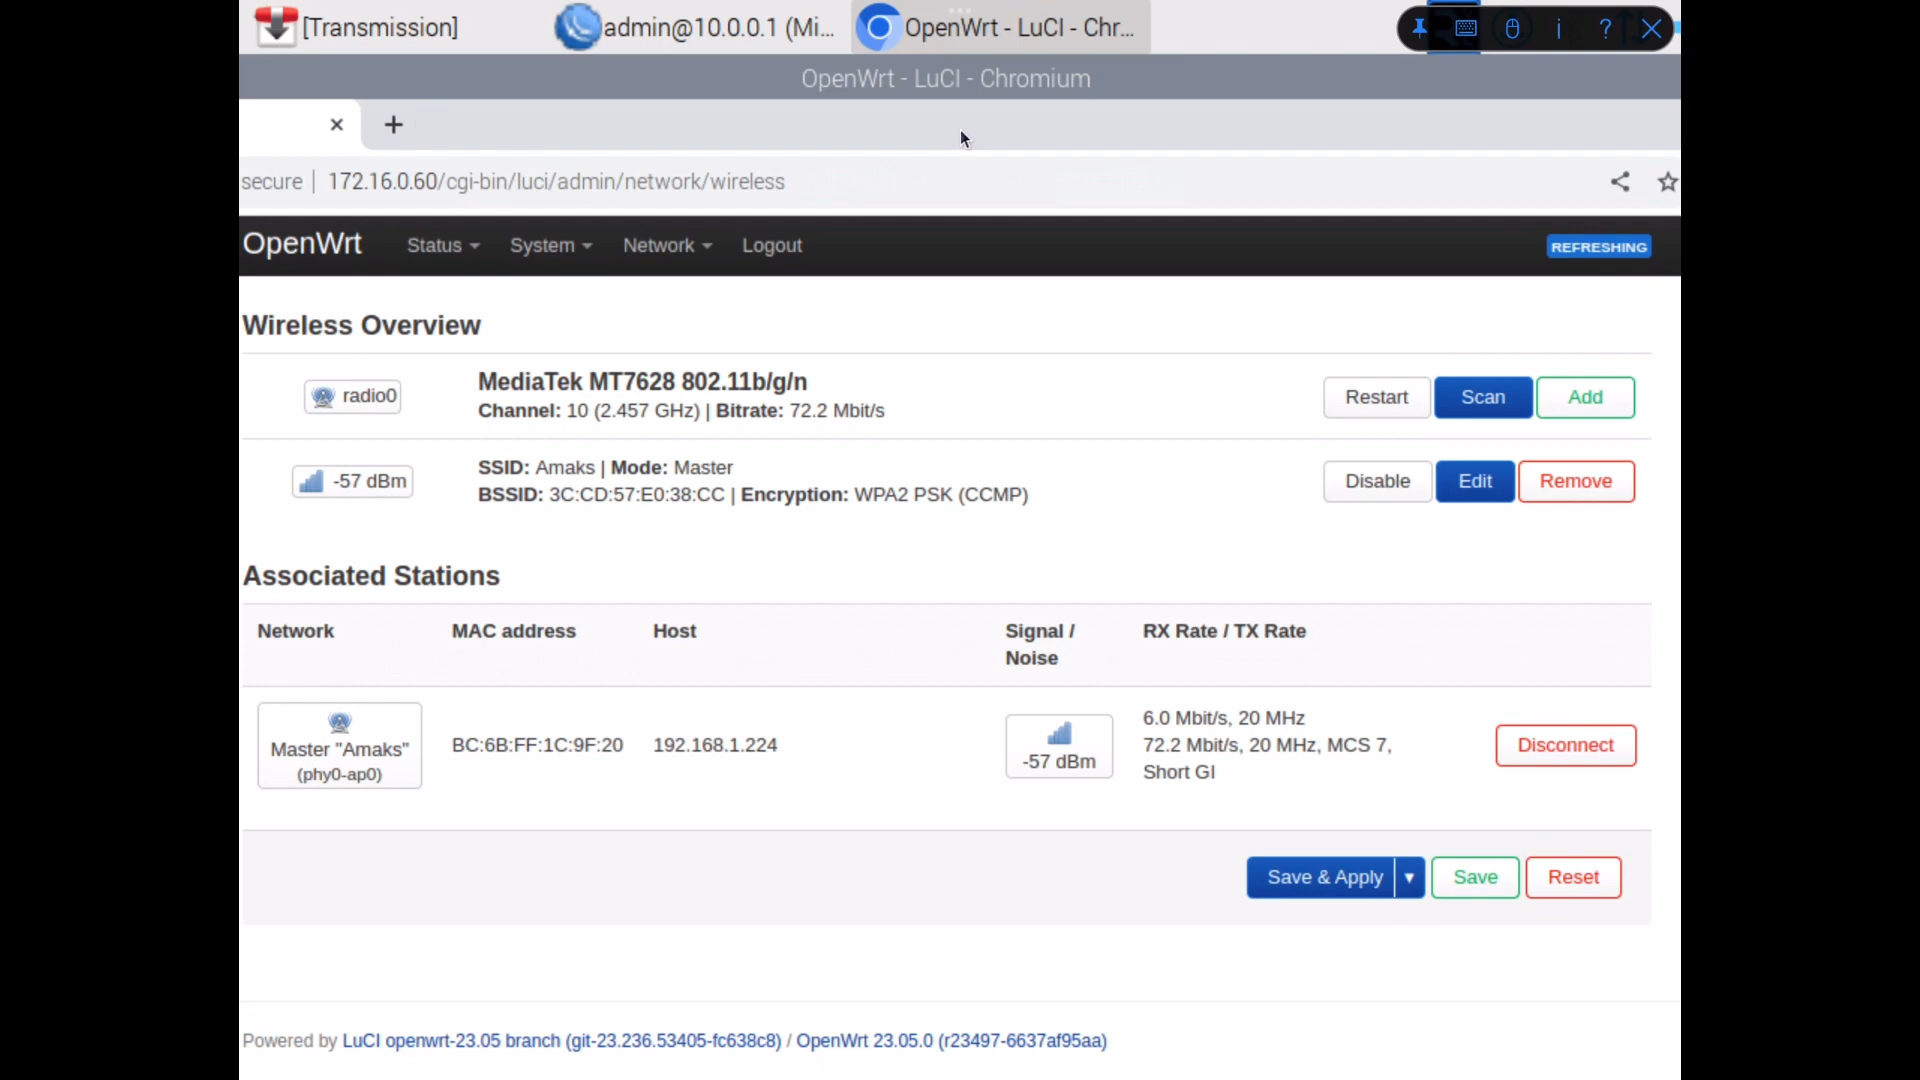 [Transmission]
admin@10.0.0.1 (Mi...
OpenWrt - LuCI - Chr...
i
?
OpenWrt - LuCI - Chromium
secure
172.16.0.60/cgi-bin/luci/admin/network/wireless
OpenWrt
Status
System
Network
Logout
REFRESHING
Wireless Overview
radio0
MediaTek MT7628 802.11b/g/n
Channel: 10 (2.457 GHz) | Bitrate: 72.2 Mbit/s
Restart
Scan
Add
-57 dBm
SSID: Amaks | Mode: Master
BSSID: 3C:CD:57:E0:38:CC | Encryption: WPA2 PSK (CCMP)
Disable
Edit
Remove
Associated Stations
Network
MAC address
Host
Signal /
Noise
RX Rate / TX Rate
Master "Amaks"
(phy0-ap0)
BC:6B:FF:1C:9F:20
192.168.1.224
-57 dBm
6.0 Mbit/s, 20 MHz
72.2 Mbit/s, 20 MHz, MCS 7,
Short GI
Disconnect
Save & Apply
Save
Reset
Powered by LuCI openwrt-23.05 branch (git-23.236.53405-fc638c8) / OpenWrt 23.05.0 (r23497-6637af95aa)